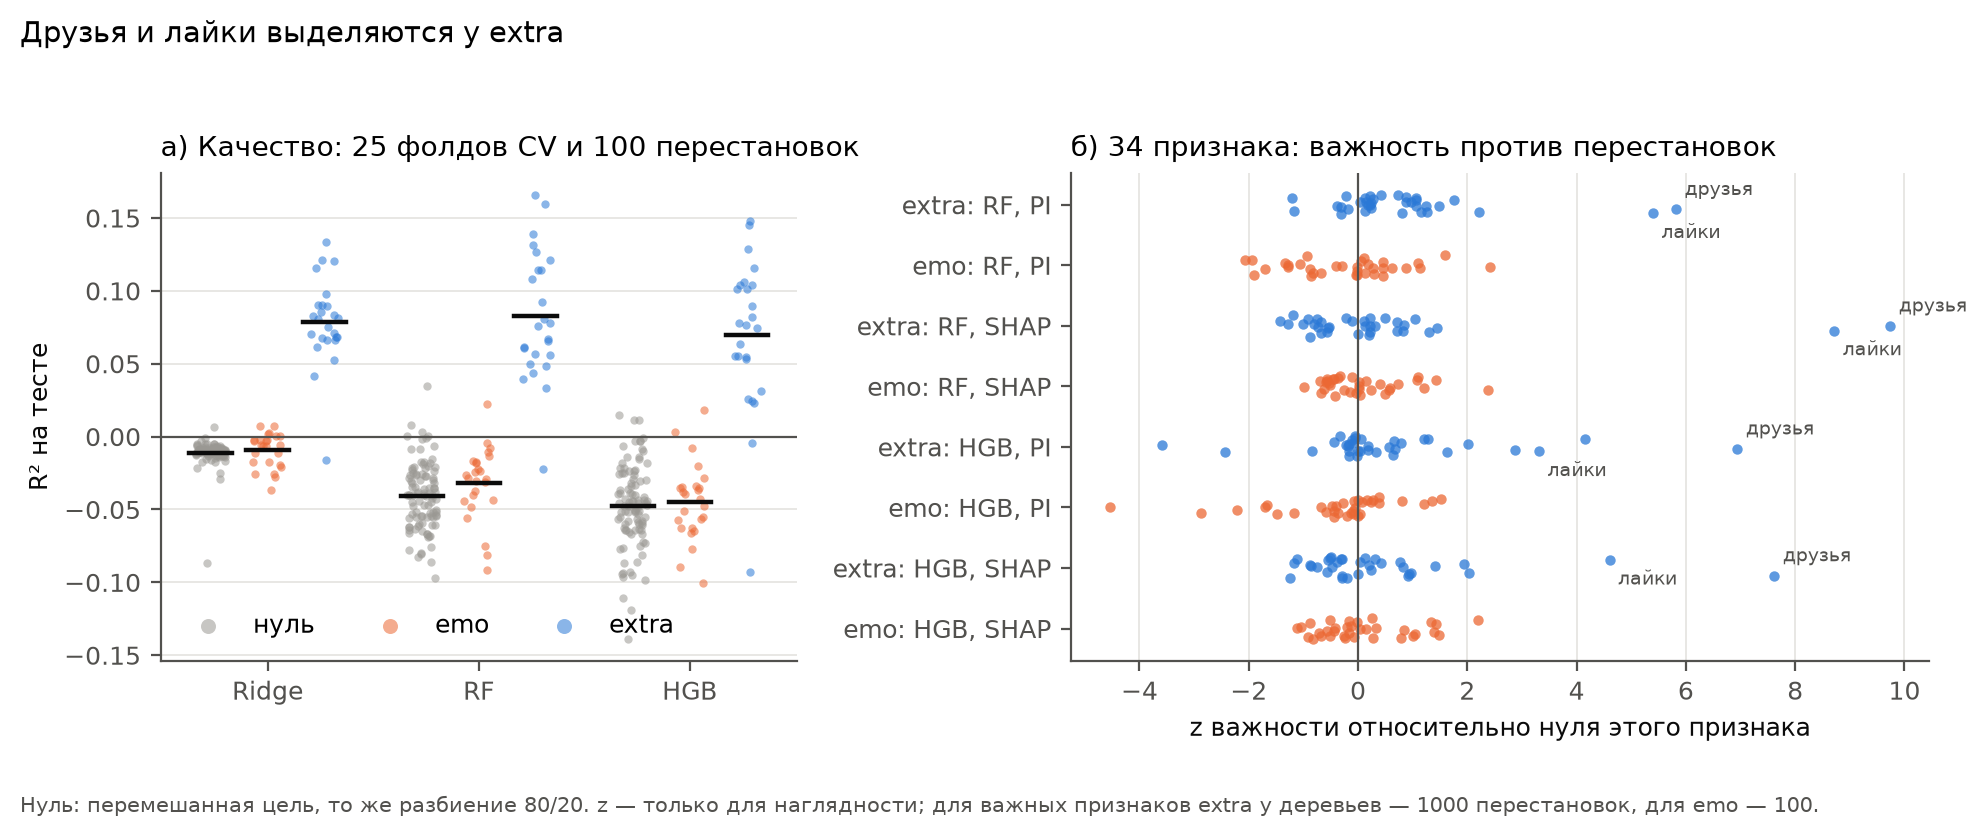 Друзья и лайки выделяются у extra
а) Качество: 25 фолдов CV и 100 перестановок
R² на тесте
0.15
0.10
0.05
0.00
−0.05
−0.10
−0.15
нуль
emo
extra
Ridge
RF
HGB
б) 34 признака: важность против перестановок
extra: RF, PI
друзья
лайки
emo: RF, PI
extra: RF, SHAP
друзья
лайки
emo: RF, SHAP
extra: HGB, PI
друзья
лайки
emo: HGB, PI
extra: HGB, SHAP
друзья
лайки
emo: HGB, SHAP
−4
−2
0
2
4
6
8
10
z важности относительно нуля этого признака
Нуль: перемешанная цель, то же разбиение 80/20. z — только для наглядности; для важных признаков extra у деревьев — 1000 перестановок, для emo — 100.